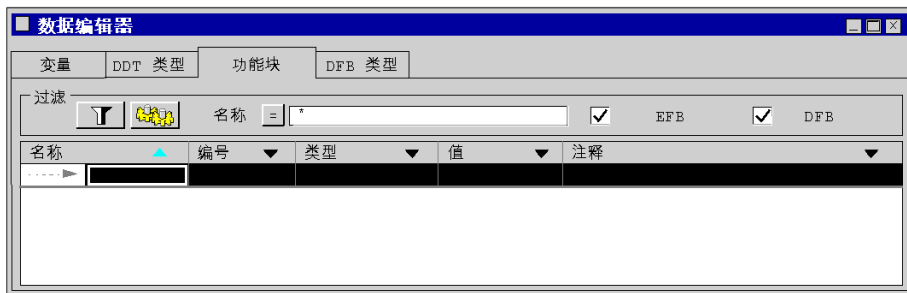 数据编辑器
变量 DDT 类型 功能块 DFB 类型
过滤
名称 = * EFB DFB
名称 编号 类型 值 注释